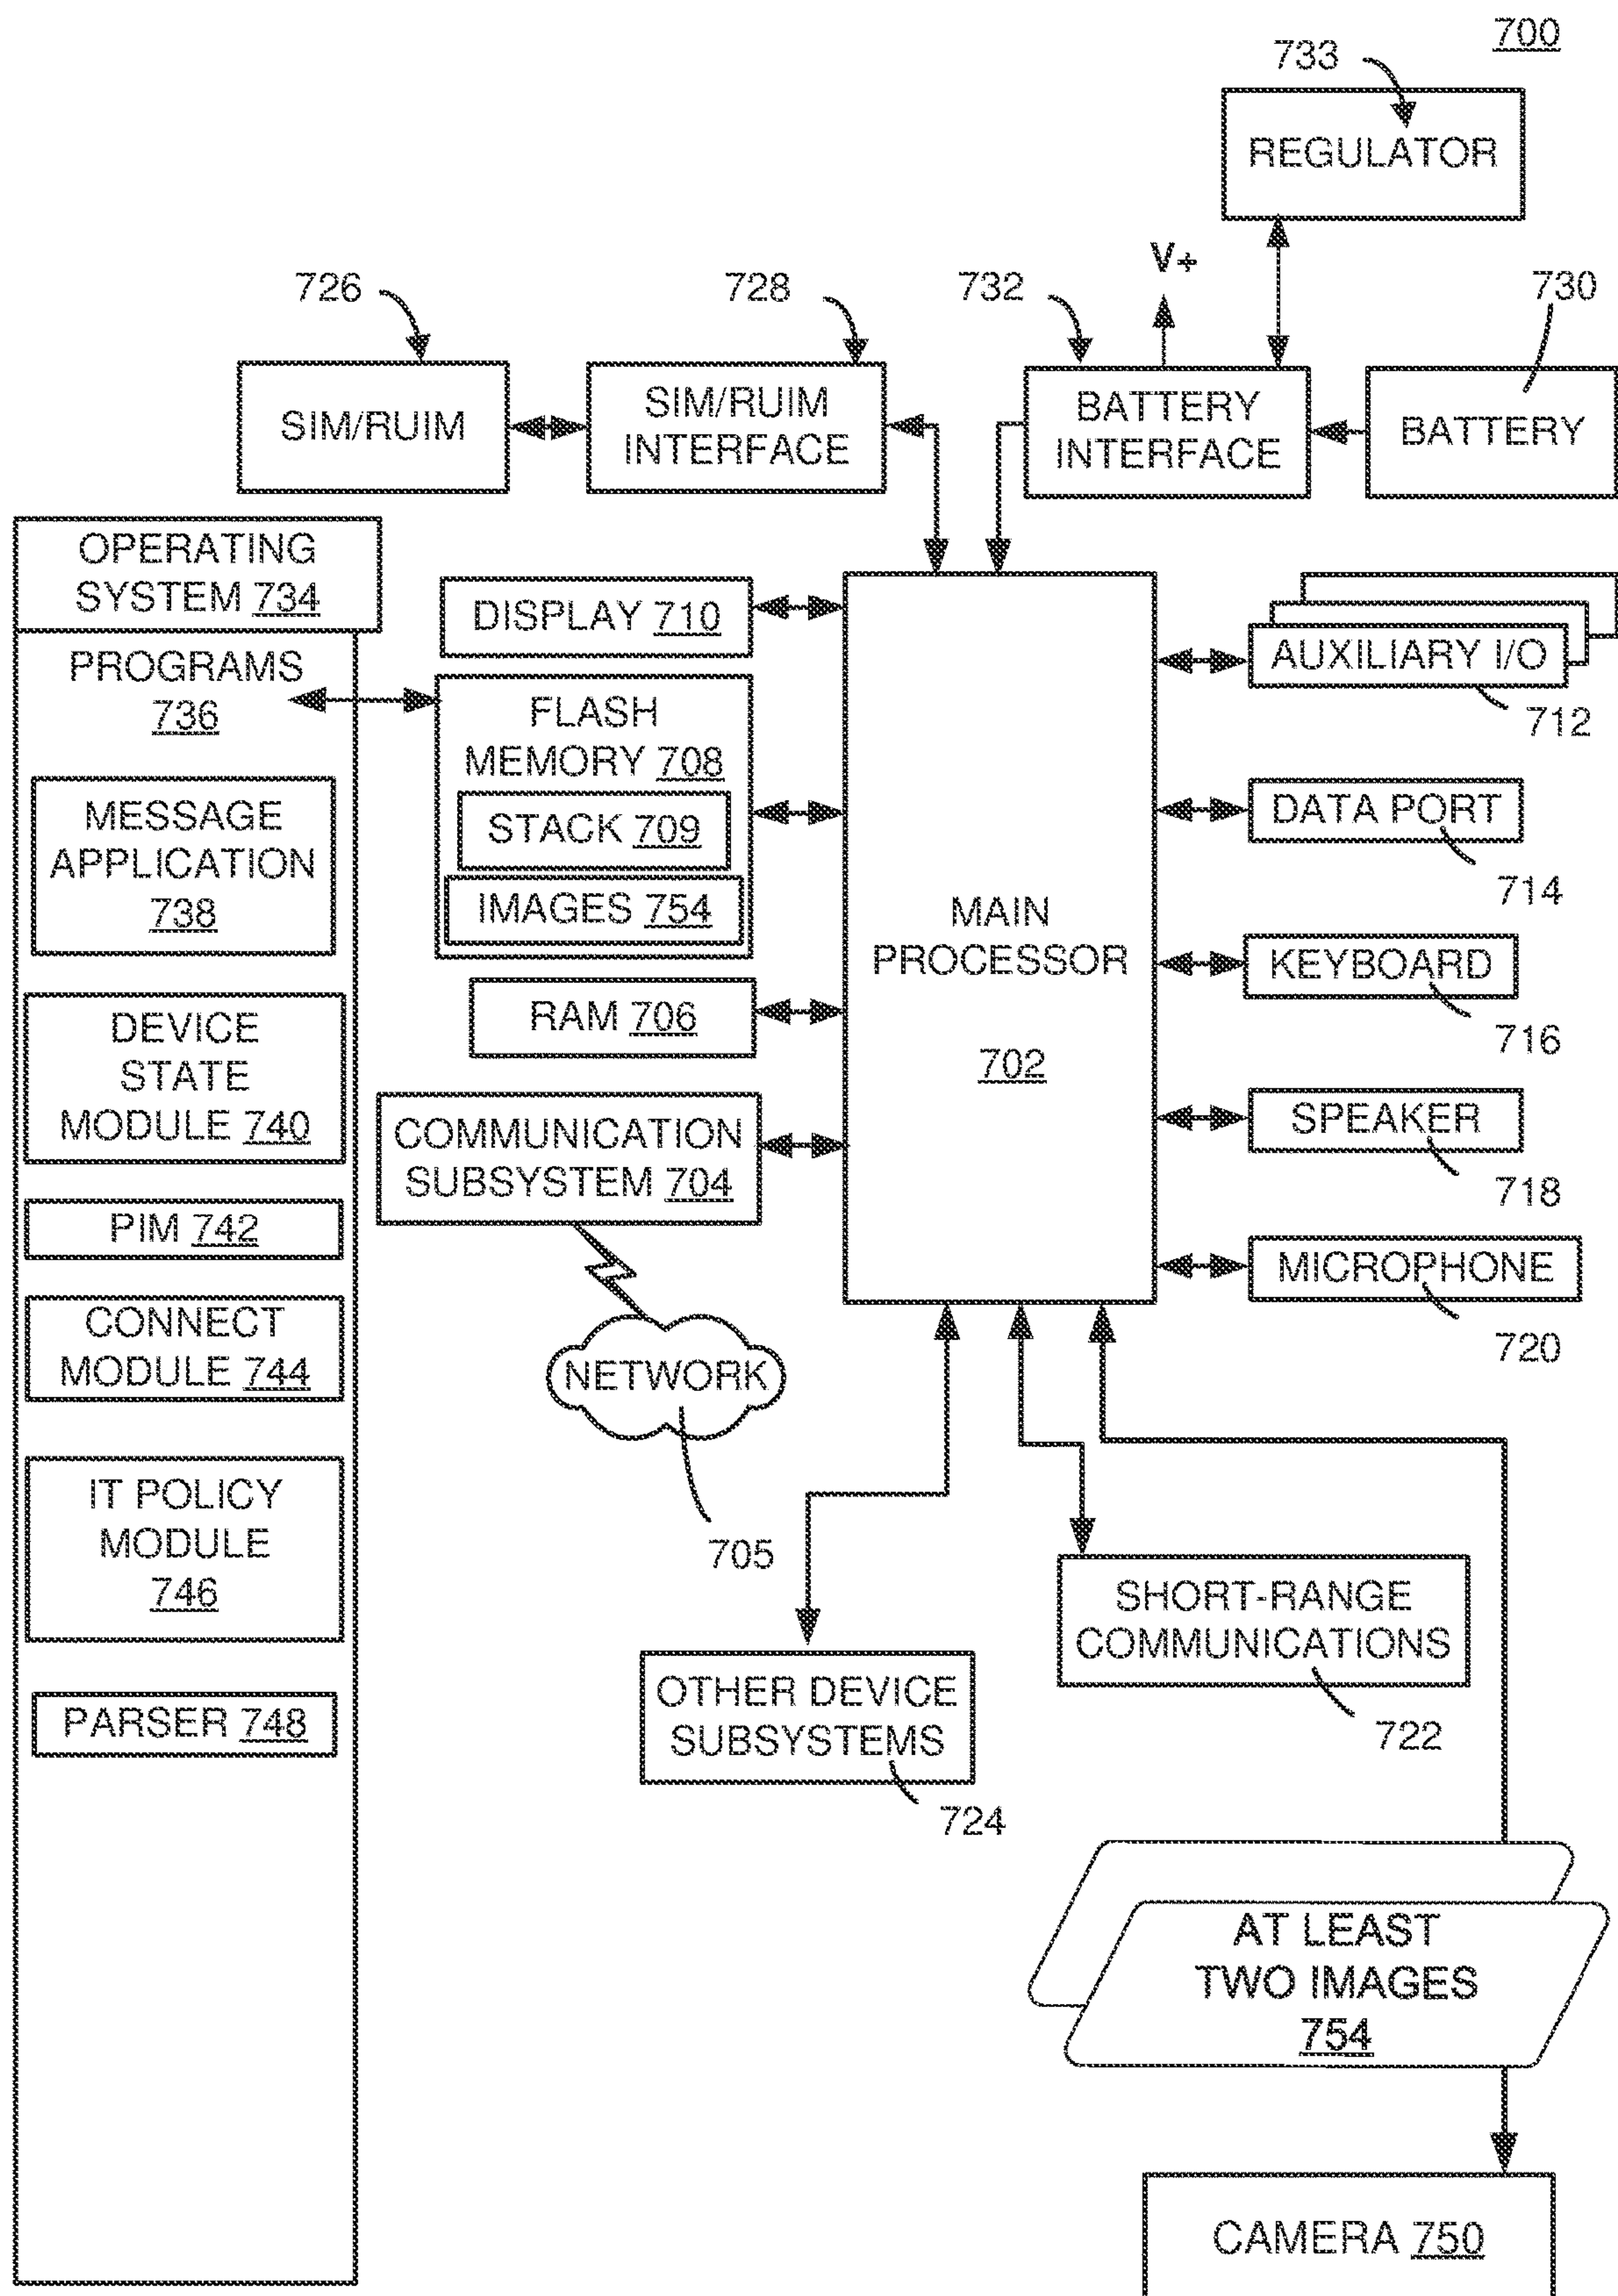 700
733
REGULATOR
V+
726
728
732
730
SIM/RUIM
SIM/RUIM
INTERFACE
BATTERY
INTERFACE
BATTERY
OPERATING
SYSTEM 734
PROGRAMS
736
MESSAGE
APPLICATION
738
DEVICE
STATE
MODULE 740
PIM 742
CONNECT
MODULE 744
IT POLICY
MODULE
746
PARSER 748
DISPLAY 710
FLASH
MEMORY 708
STACK 709
IMAGES 754
RAM 706
COMMUNICATION
SUBSYSTEM 704
NETWORK
705
MAIN
PROCESSOR
702
AUXILIARY I/O
712
DATA PORT
714
KEYBOARD
716
SPEAKER
718
MICROPHONE
720
SHORT-RANGE
COMMUNICATIONS
722
OTHER DEVICE
SUBSYSTEMS
724
AT LEAST
TWO IMAGES
754
CAMERA 750